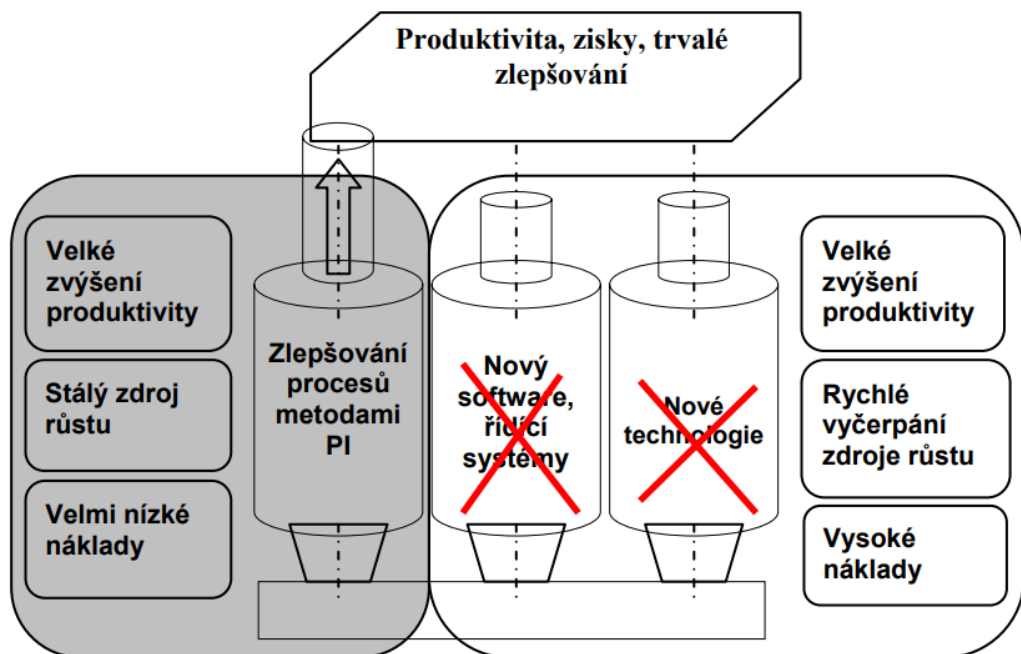 Produktivita, zisky, trvalé
zlepšování
Velké
zvýšení
produktivity
Stálý zdroj
růstu
Velmi nízké
náklady
Zlepšování
procesů
metodami
PI
Nový
software,
řídící
systémy
Nové
technologie
Velké
zvýšení
produktivity
Rychlé
vyčerpání
zdroje růstu
Vysoké
náklady